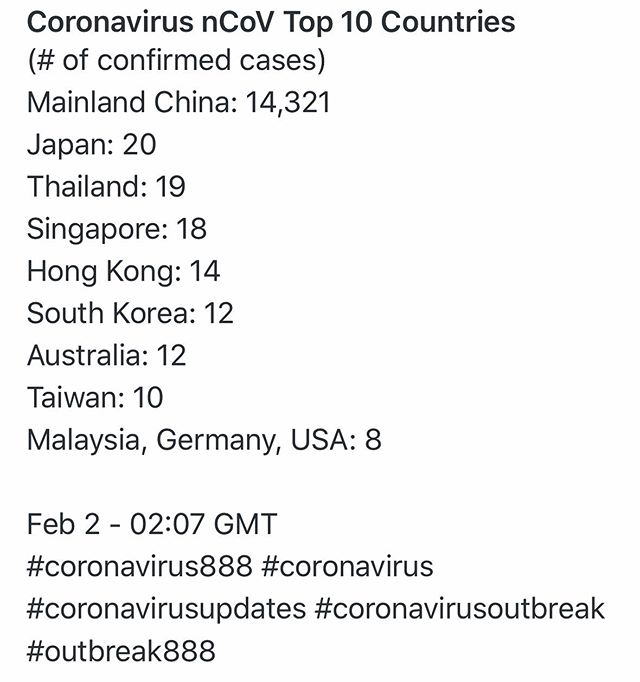 Coronavirus nCoV Top 10 Countries
(# of confirmed cases)
Mainland China: 14,321
Japan: 20
Thailand: 19
Singapore: 18
Hong Kong: 14
South Korea: 12
Australia: 12
Taiwan: 10
Malaysia, Germany, USA: 8
Feb 2 - 02:07 GMT
#coronavirus888 #coronavirus
#coronavirusupdates #coronavirusoutbreak
#outbreak888